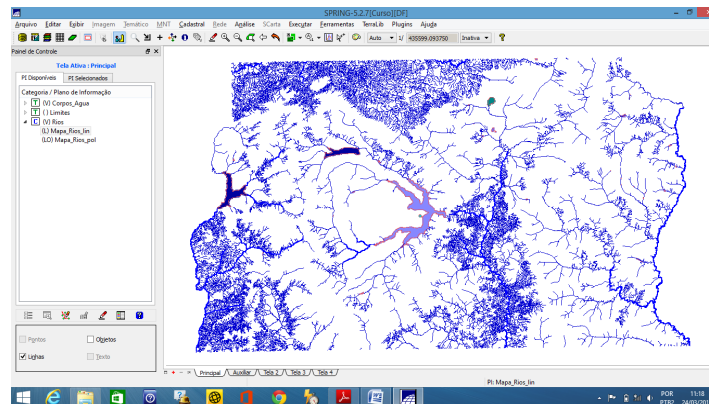 SPRING-5.2.7[Curso][DF]
Arquivo Editar Exibir Imagem Temático MNT Cadastral Rede Análise SCarta Executar Ferramentas TerraLib Plugins Ajuda
Auto 1/ 435599.093750 Inativa
Painel de Controle
Tela Ativa : Principal
PI Disponíveis PI Selecionados
Categoria / Plano de Informação
T (V) Corpos_Agua
T ( ) Limites
C (V) Rios
(L) Mapa_Rios_lin
(LO) Mapa_Rios_pol
Pontos Objetos
Linhas Texto
Principal Auxiliar Tela 2 Tela 3 Tela 4
PI: Mapa_Rios_lin
POR 11:18
PTB2